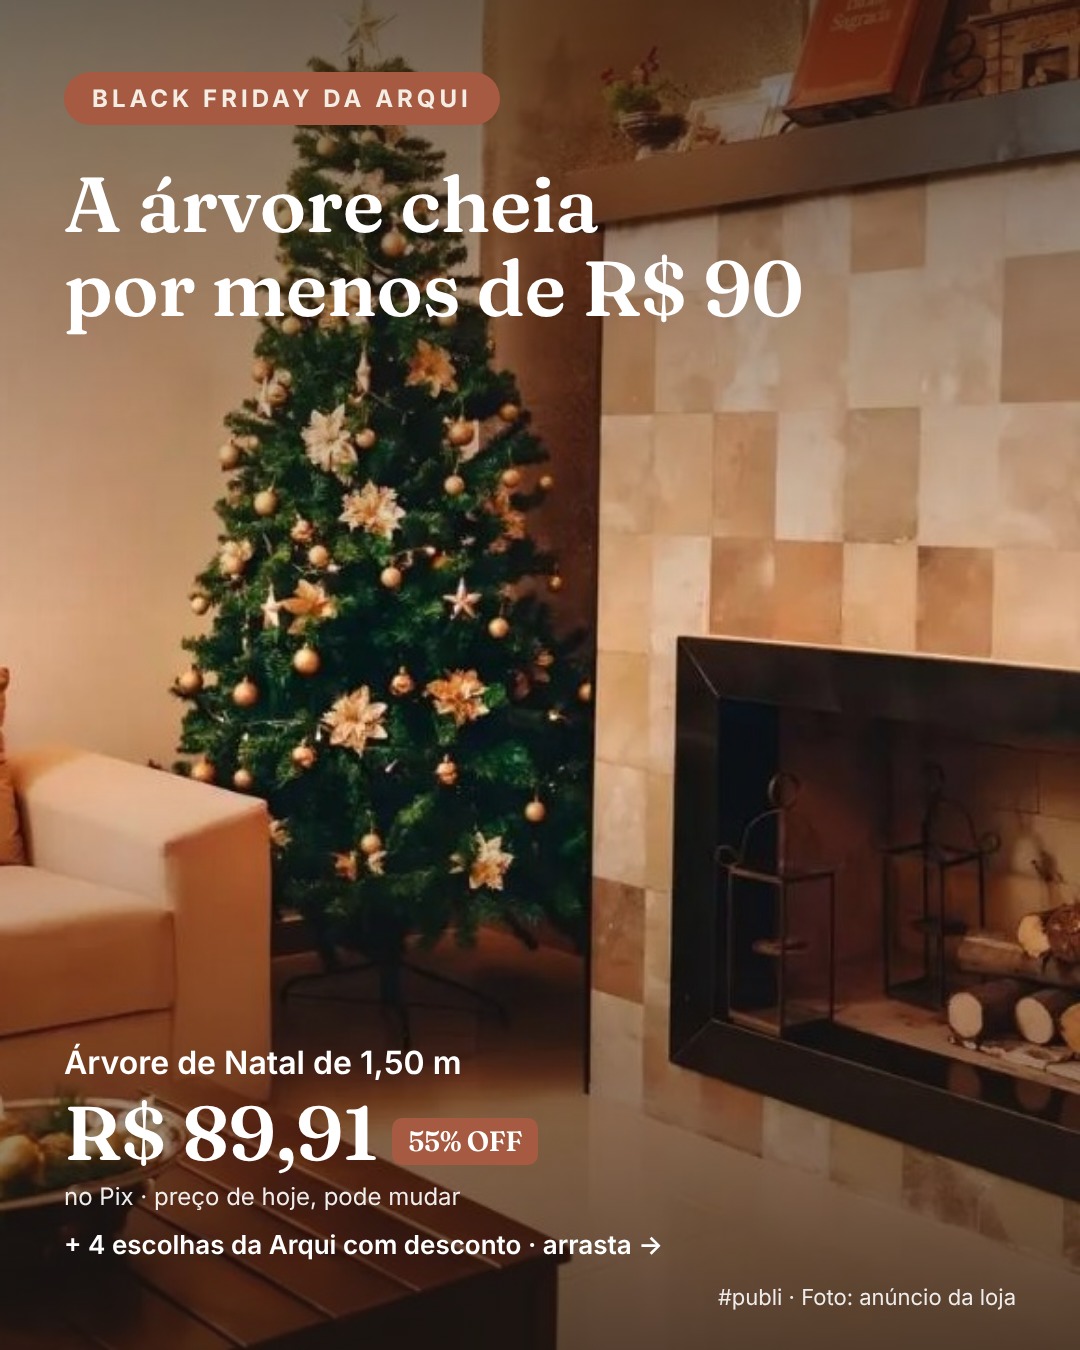 BLACK FRIDAY DA ARQUI
A árvore cheia
por menos de R$ 90
Árvore de Natal de 1,50 m
R$ 89,91 55% OFF
no Pix · preço de hoje, pode mudar
+ 4 escolhas da Arqui com desconto · arrasta →
#publi · Foto: anúncio da loja